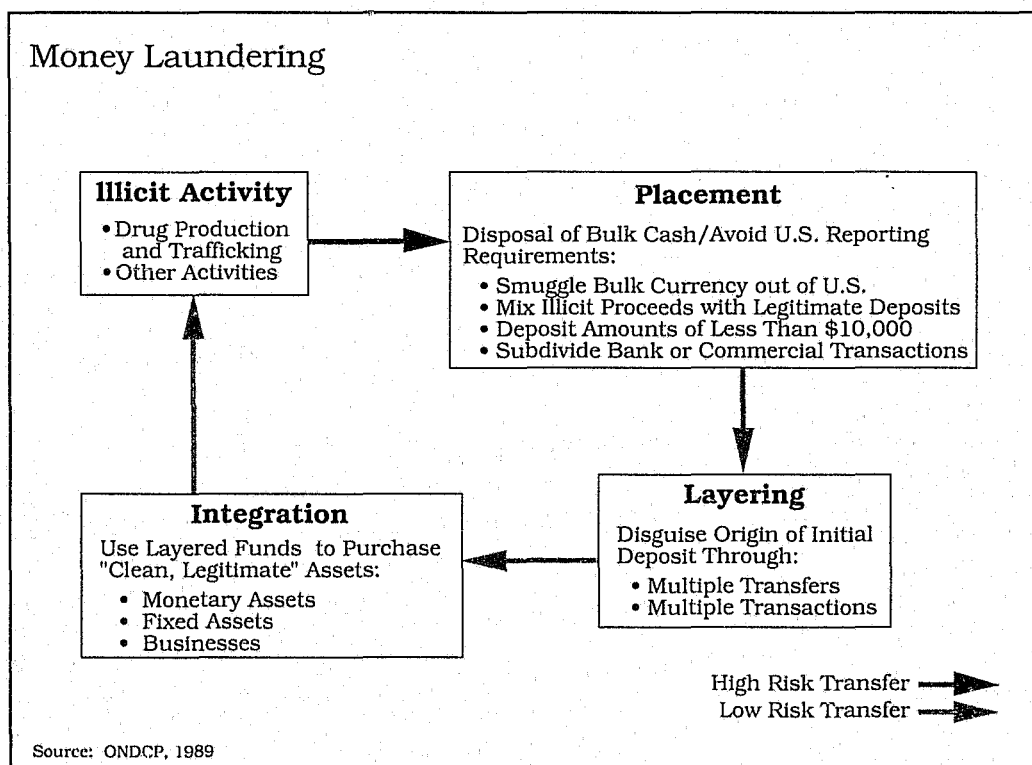 Money Laundering
Illicit Activity
• Drug Production
and Trafficking
• Other Activities
Placement
Disposal of Bulk Cash/Avoid U.S. Reporting
Requirements:
• Smuggle Bulk Currency out of U.S.
• Mix Illicit Proceeds with Legitimate Deposits
• Deposit Amounts of Less Than $10,000
• Subdivide Bank or Commercial Transactions
Layering
Disguise Origin of Initial
Deposit Through:
• Multiple Transfers
• Multiple Transactions
Integration
Use Layered Funds to Purchase
"Clean, Legitimate" Assets:
• Monetary Assets
• Fixed Assets
• Businesses
High Risk Transfer
Low Risk Transfer
Source: ONDCP, 1989